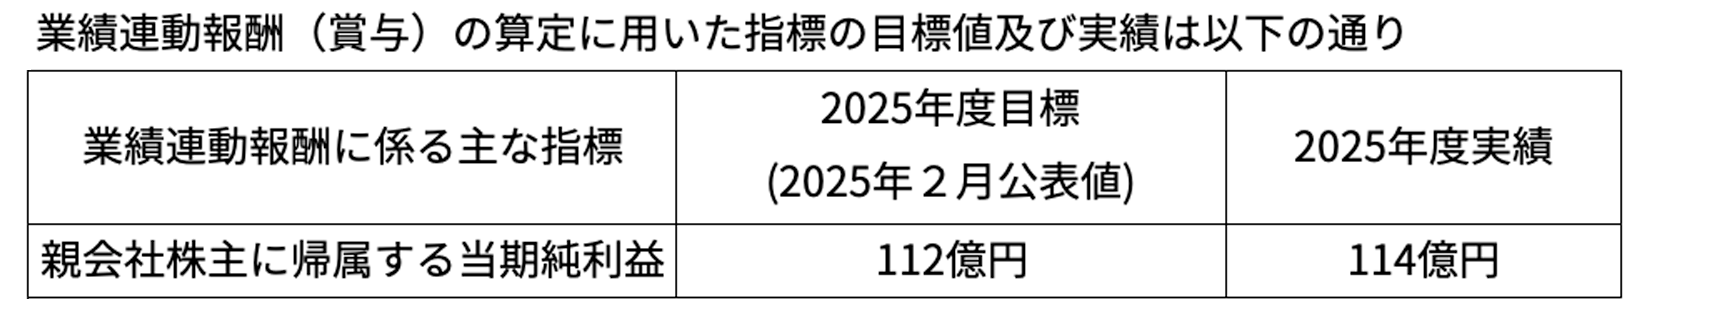 業績連動報酬（賞与）の算定に用いた指標の目標値及び実績は以下の通り
業績連動報酬に係る主な指標
2025年度目標
(2025年２月公表値)
2025年度実績
親会社株主に帰属する当期純利益
112億円
114億円